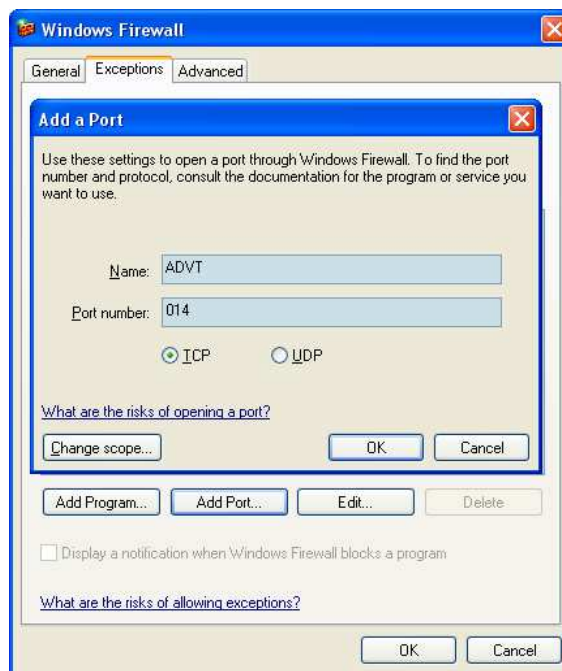 Windows Firewall
General Exceptions Advanced
Add a Port
Use these settings to open a port through Windows Firewall. To find the port
number and protocol, consult the documentation for the program or service you
want to use.
Name: ADVT
Port number: 014
TCP UDP
What are the risks of opening a port?
Change scope... OK Cancel
Add Program... Add Port... Edit... Delete
Display a notification when Windows Firewall blocks a program
What are the risks of allowing exceptions?
OK Cancel